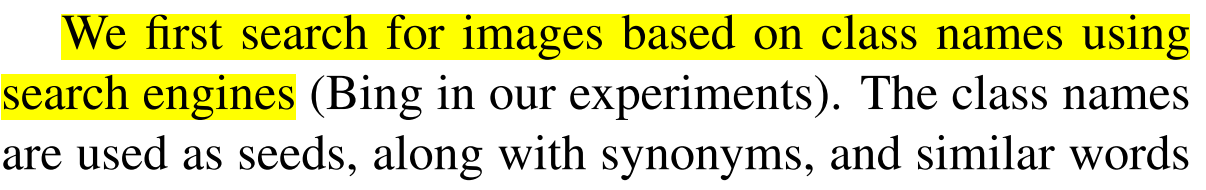 We first search for images based on class names using
search engines (Bing in our experiments). The class names
are used as seeds, along with synonyms, and similar words